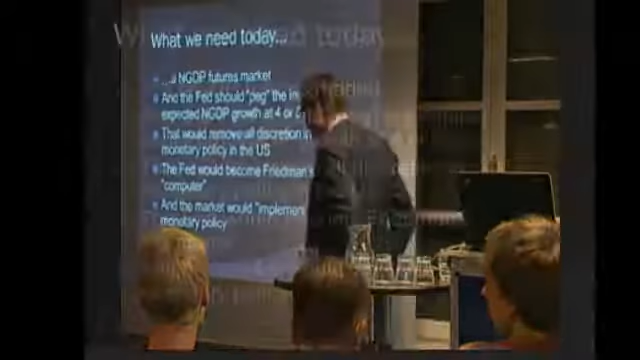 What we need today...
...a NGDP futures market
And the Fed should "peg" the
expected NGDP growth at 4 or
That would remove all discretion
monetary policy in the US
The Fed would become Friedman's
"computer"
And the market would "implement
monetary policy